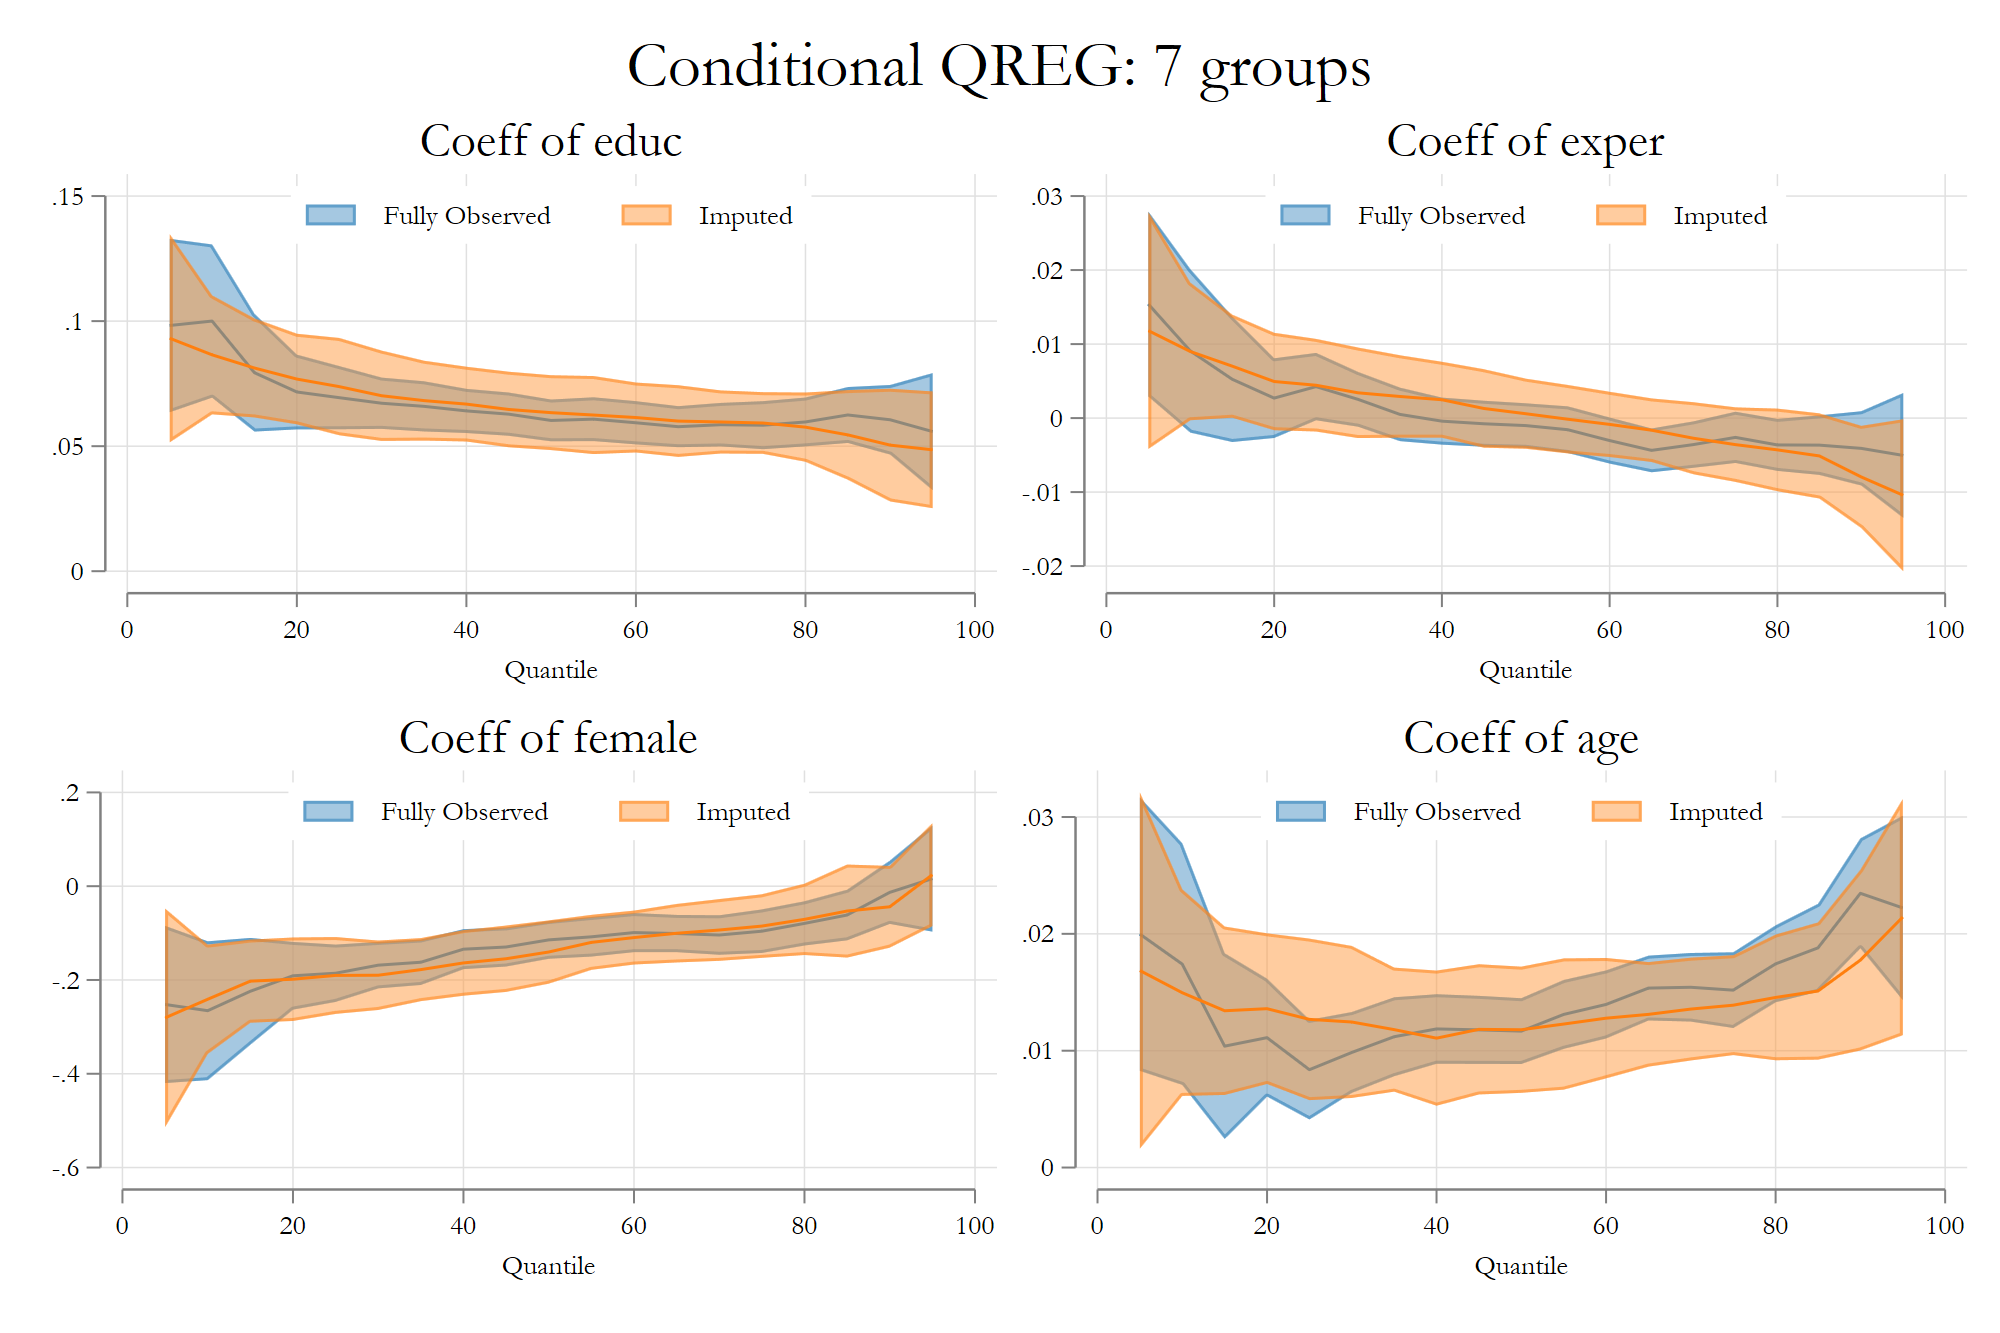 Conditional QREG: 7 groups
Coeff of educ
Fully Observed Imputed
.15
.1
.05
0
0 20 40 60 80 100
Quantile
Coeff of exper
Fully Observed Imputed
.03
.02
.01
0
-.01
-.02
0 20 40 60 80 100
Quantile
Coeff of female
Fully Observed Imputed
.2
0
-.2
-.4
-.6
0 20 40 60 80 100
Quantile
Coeff of age
Fully Observed Imputed
.03
.02
.01
0
0 20 40 60 80 100
Quantile